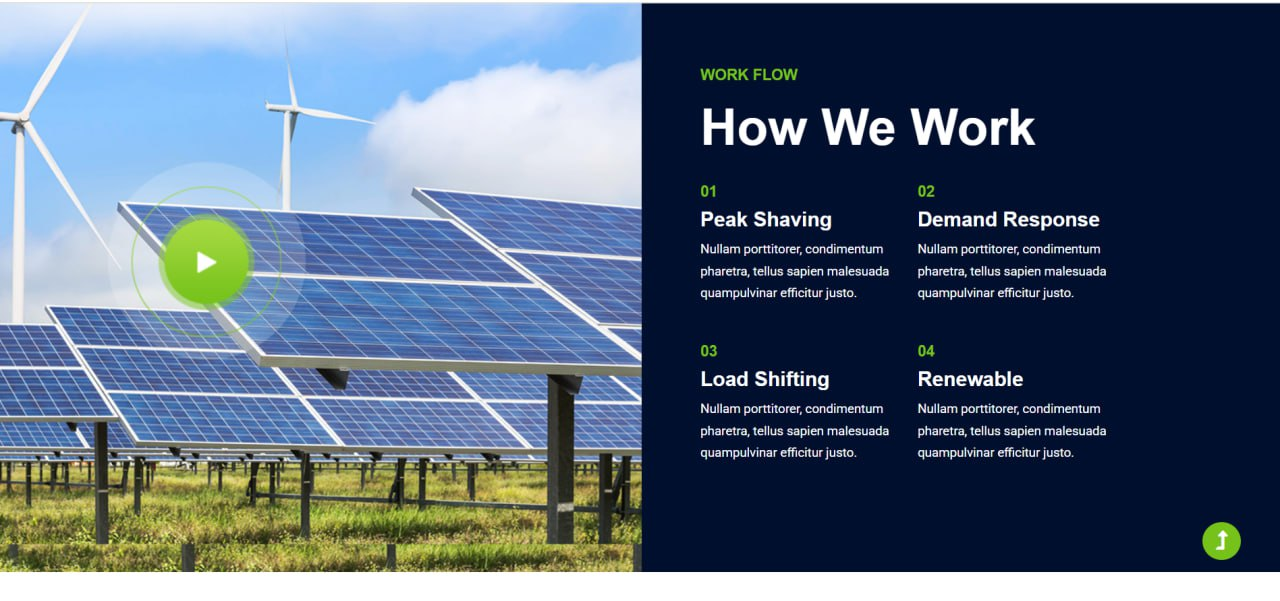 WORK FLOW
How We Work
01
Peak Shaving
Nullam porttitorer, condimentum
pharetra, tellus sapien malesuada
quampulvinar efficitur justo.
02
Demand Response
Nullam porttitorer, condimentum
pharetra, tellus sapien malesuada
quampulvinar efficitur justo.
03
Load Shifting
Nullam porttitorer, condimentum
pharetra, tellus sapien malesuada
quampulvinar efficitur justo.
04
Renewable
Nullam porttitorer, condimentum
pharetra, tellus sapien malesuada
quampulvinar efficitur justo.